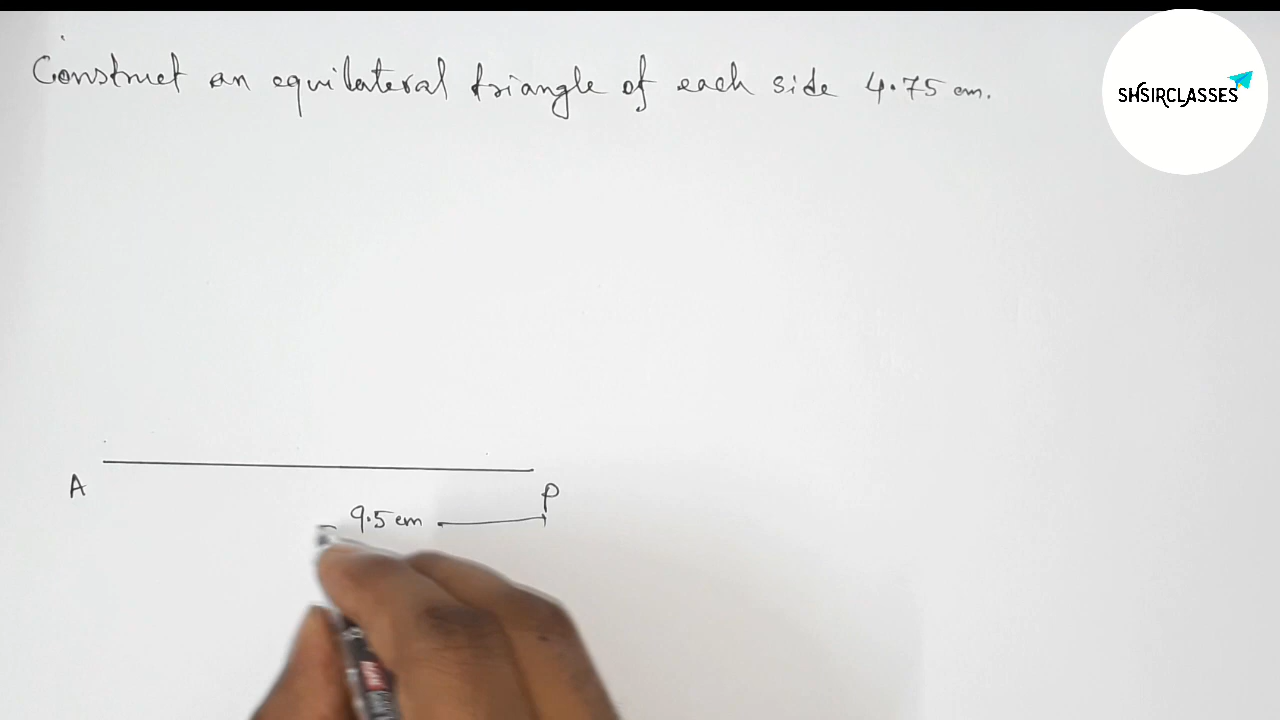 Construct an equilateral triangle of each side 4.75 cm.
SHSIRCLASSES
A
P
9.5 cm